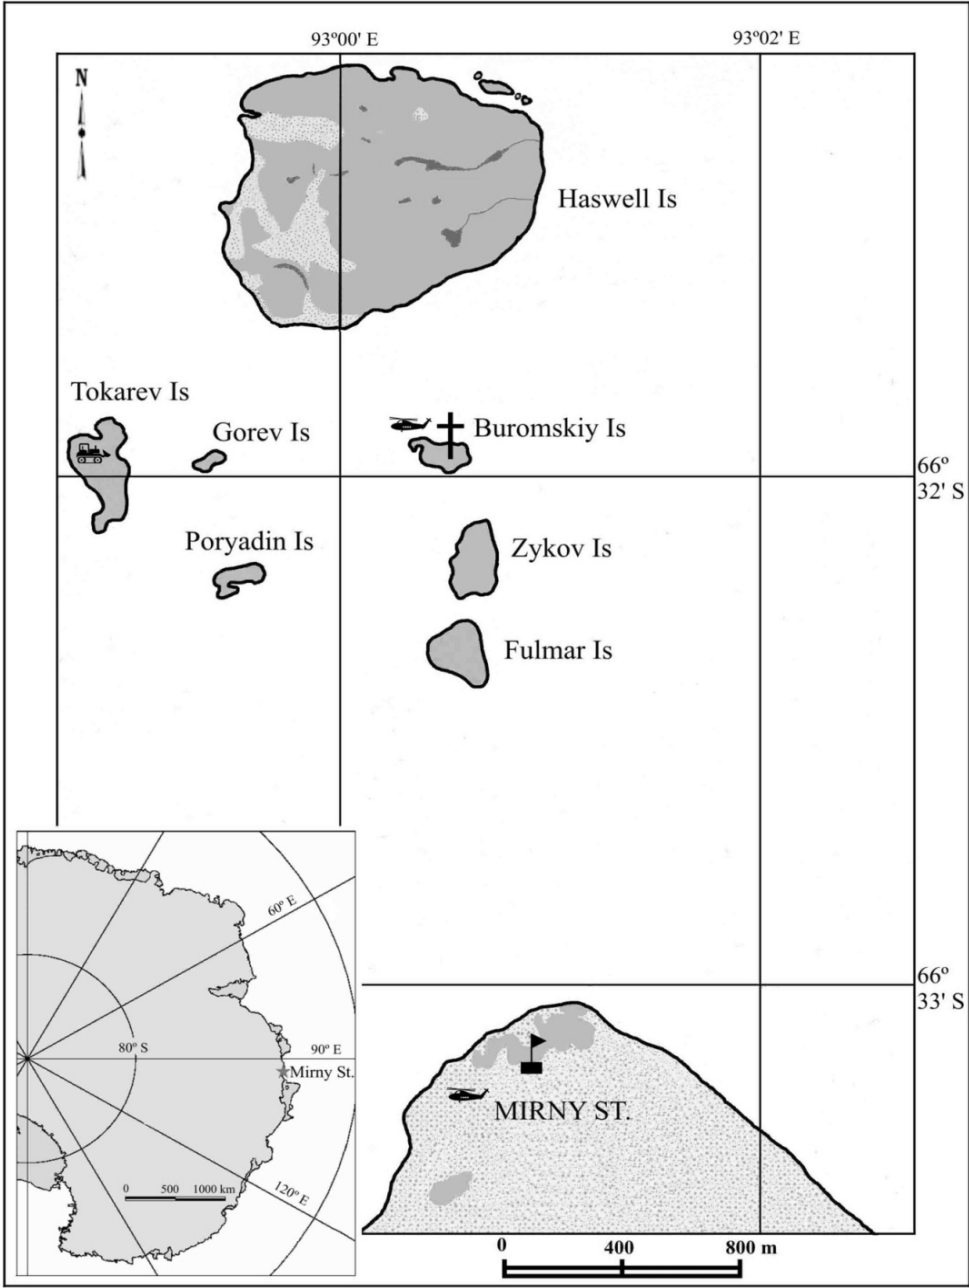 93º00' E
93º02' E
N
Haswell Is
Tokarev Is
Gorev Is
Buromskiy Is
66º
32' S
Poryadin Is
Zykov Is
Fulmar Is
66º
33' S
60º E
80º S
90º E
Mirny St.
120º E
0 500 1000 km
MIRNY ST.
0 400 800 m